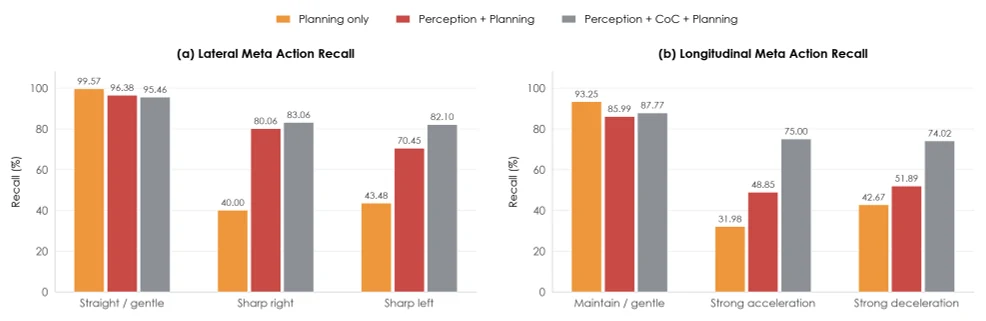 Planning only Perception + Planning Perception + CoC + Planning
(a) Lateral Meta Action Recall
Recall (%)
100
80
60
40
20
0
99.57 96.38 95.46
40.00 80.06 83.06
43.48 70.45 82.10
Straight / gentle Sharp right Sharp left
(b) Longitudinal Meta Action Recall
Recall (%)
100
80
60
40
20
0
93.25 85.99 87.77
31.98 48.85 75.00
42.67 51.89 74.02
Maintain / gentle Strong acceleration Strong deceleration